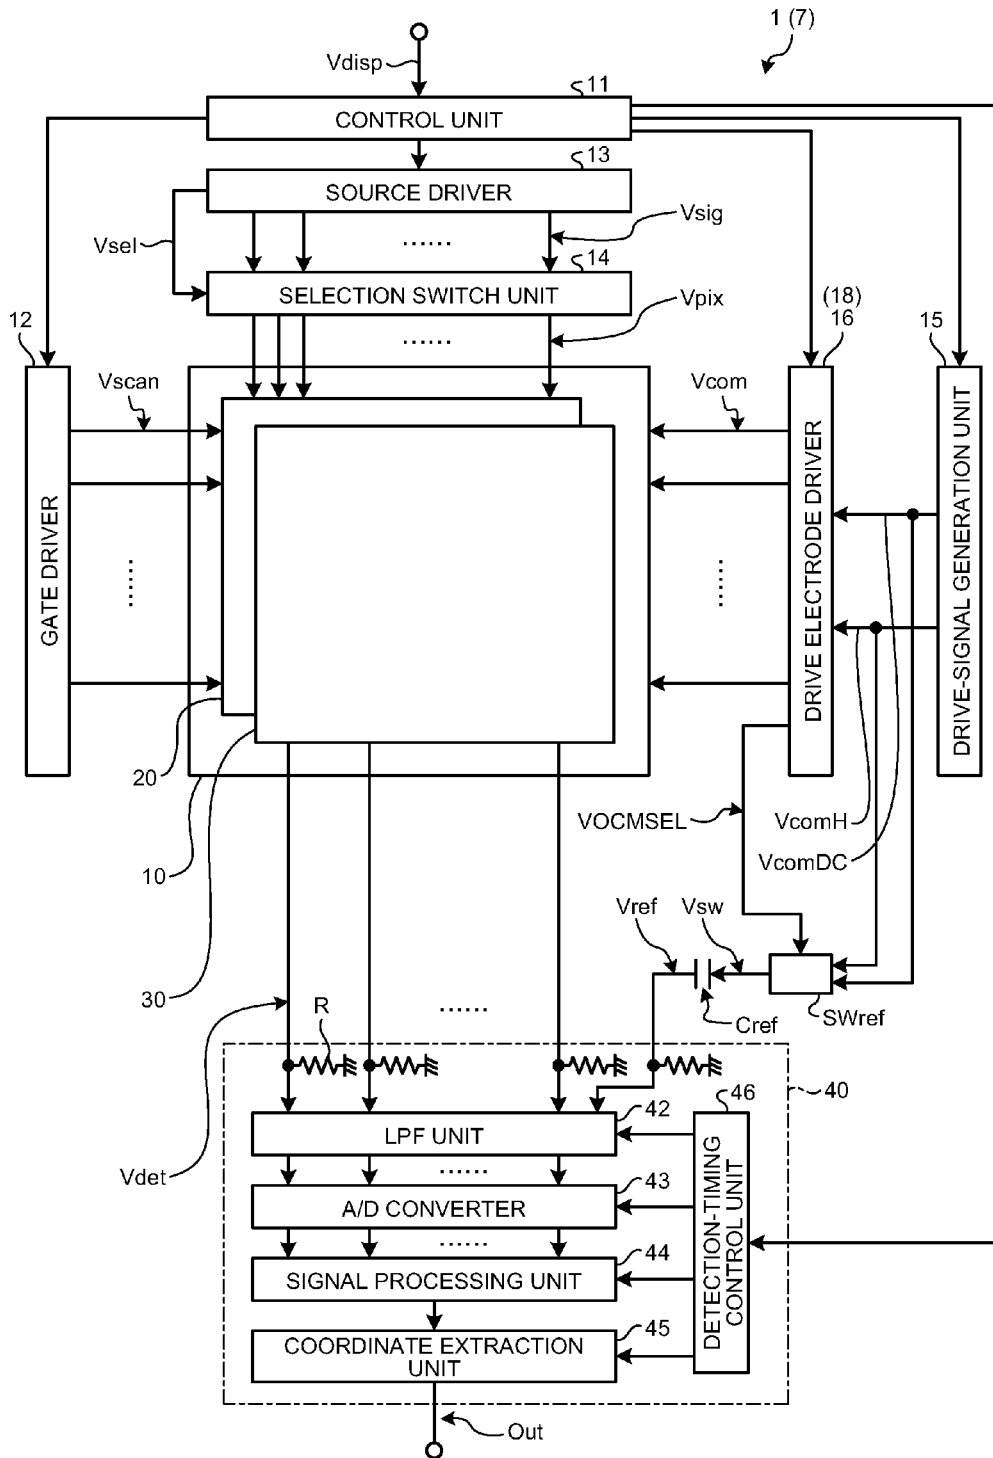 1 (7)
Vdisp
11
CONTROL UNIT
13
SOURCE DRIVER
Vsel
Vsig
......
14
SELECTION SWITCH UNIT
......
Vpix
12
(18)
16
15
Vscan
Vcom
GATE DRIVER
......
......
DRIVE ELECTRODE DRIVER
DRIVE-SIGNAL GENERATION UNIT
20
10
30
VOCMSEL
VcomH
VcomDC
Vref
Vsw
Cref
SWref
R
......
40
46
42
LPF UNIT
Vdet
......
43
A/D CONVERTER
......
44
SIGNAL PROCESSING UNIT
45
COORDINATE EXTRACTION
UNIT
DETECTION-TIMING
CONTROL UNIT
Out